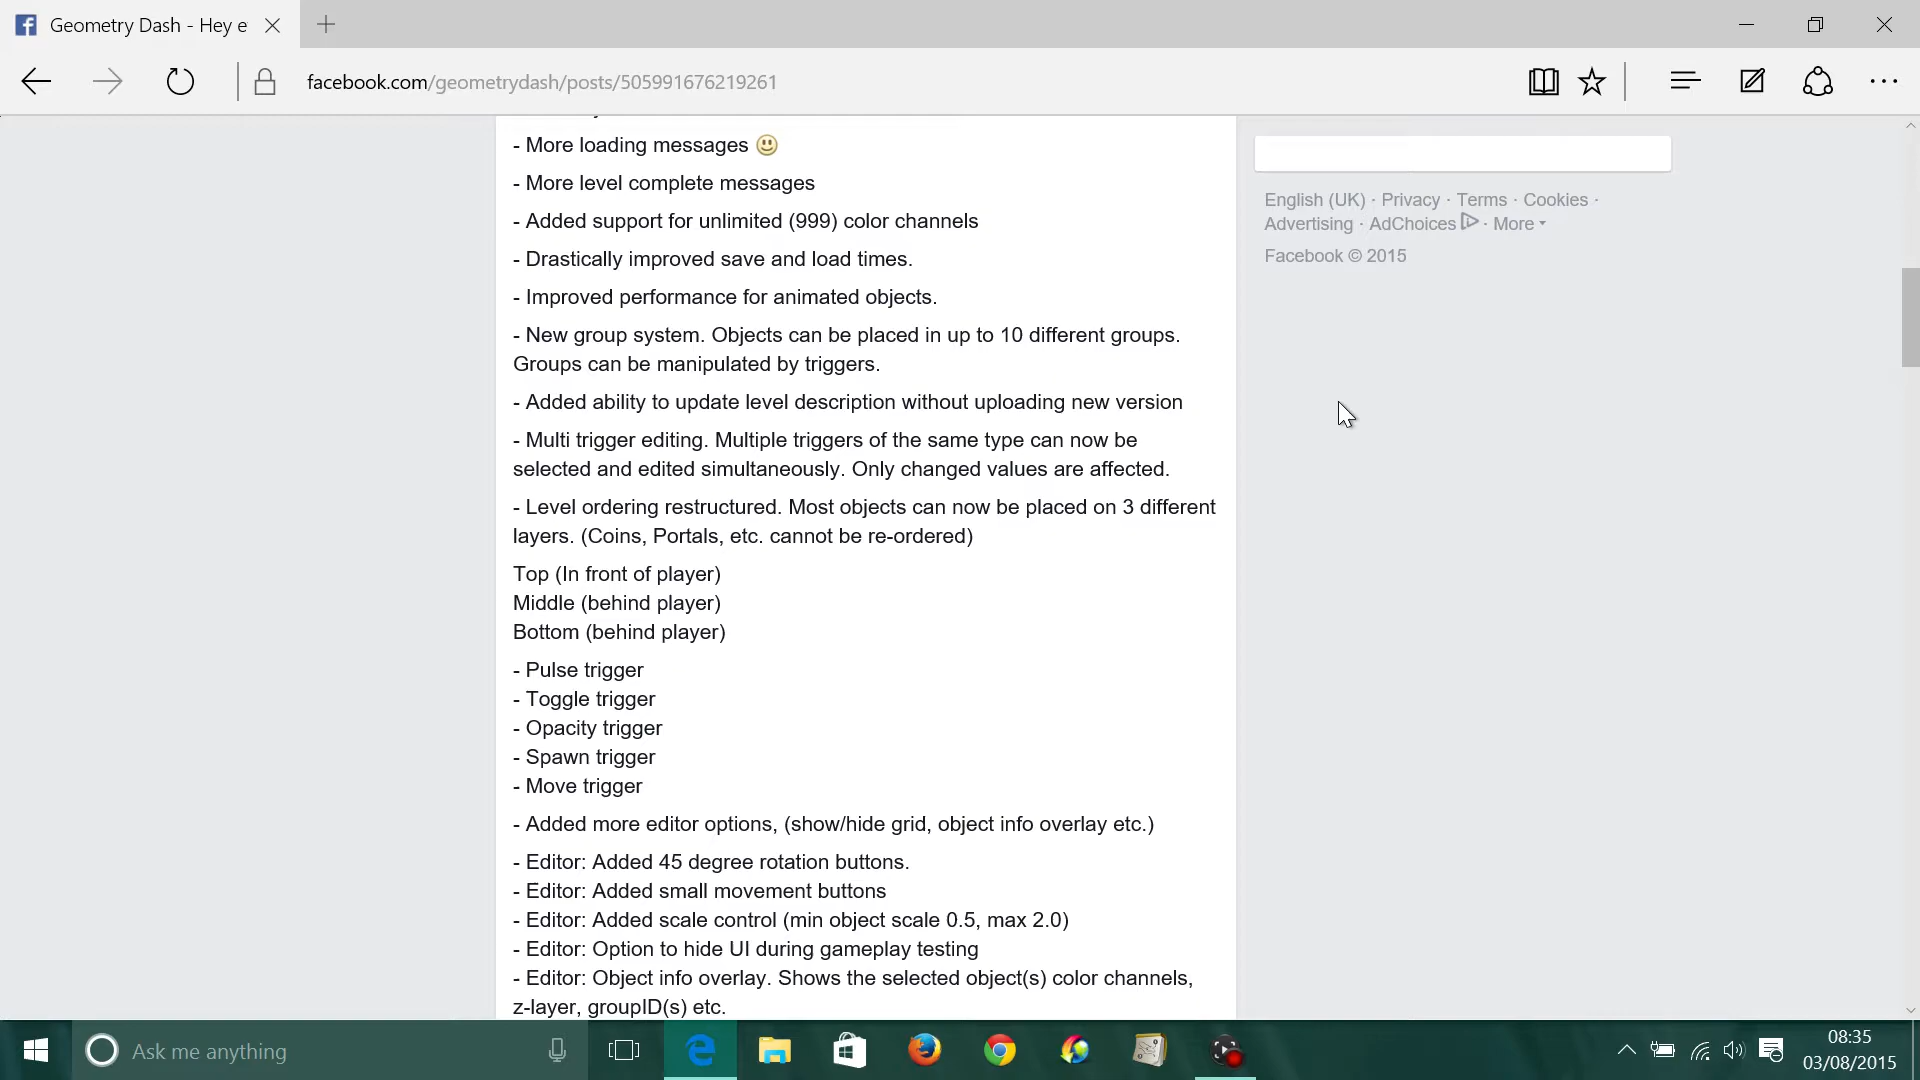 Geometry Dash - Hey e
facebook.com/geometrydash/posts/505991676219261
- More loading messages
- More level complete messages
- Added support for unlimited (999) color channels
- Drastically improved save and load times.
- Improved performance for animated objects.
- New group system. Objects can be placed in up to 10 different groups.
Groups can be manipulated by triggers.
- Added ability to update level description without uploading new version
- Multi trigger editing. Multiple triggers of the same type can now be
selected and edited simultaneously. Only changed values are affected.
- Level ordering restructured. Most objects can now be placed on 3 different
layers. (Coins, Portals, etc. cannot be re-ordered)
Top (In front of player)
Middle (behind player)
Bottom (behind player)
- Pulse trigger
- Toggle trigger
- Opacity trigger
- Spawn trigger
- Move trigger
- Added more editor options, (show/hide grid, object info overlay etc.)
- Editor: Added 45 degree rotation buttons.
- Editor: Added small movement buttons
- Editor: Added scale control (min object scale 0.5, max 2.0)
- Editor: Option to hide UI during gameplay testing
- Editor: Object info overlay. Shows the selected object(s) color channels,
z-layer, groupID(s) etc.
English (UK) · Privacy · Terms · Cookies ·
Advertising · AdChoices · More
Facebook © 2015
Ask me anything
08:35
03/08/2015